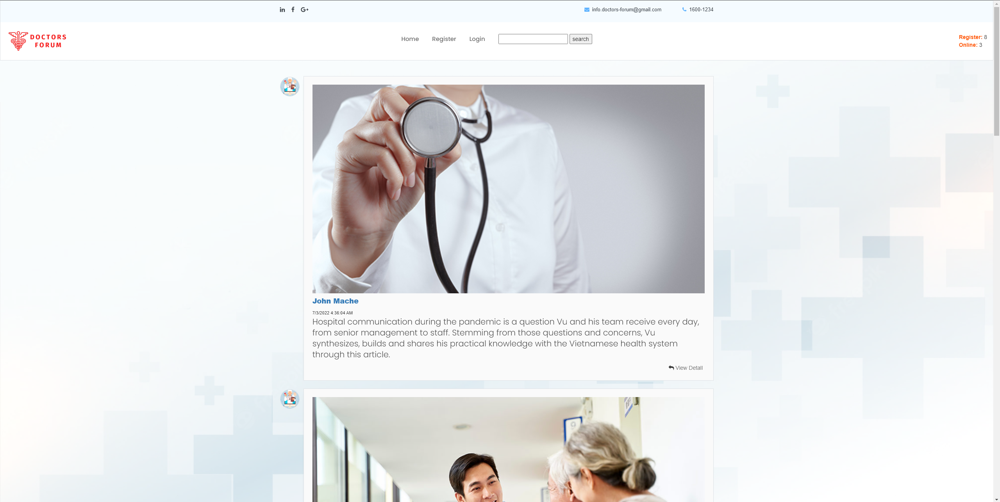 info.doctors-forum@gmail.com
1600-1234
DOCTORS
FORUM
Home Register Login search
Register: 8
Online: 3
John Mache
7/3/2022 4:36:04 AM
Hospital communication during the pandemic is a question Vu and his team receive every day,
from senior management to staff. Stemming from those questions and concerns, Vu
synthesizes, builds and shares his practical knowledge with the Vietnamese health system
through this article.
View Detall
9